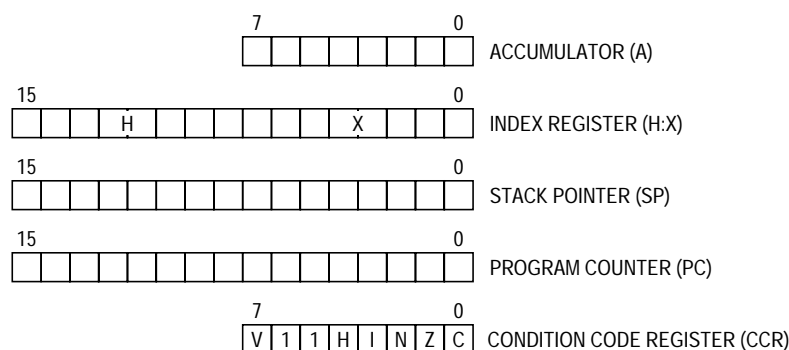 7 0
ACCUMULATOR (A)
15 0
H X INDEX REGISTER (H:X)
15 0
STACK POINTER (SP)
15 0
PROGRAM COUNTER (PC)
7 0
V 1 1 H I N Z C CONDITION CODE REGISTER (CCR)